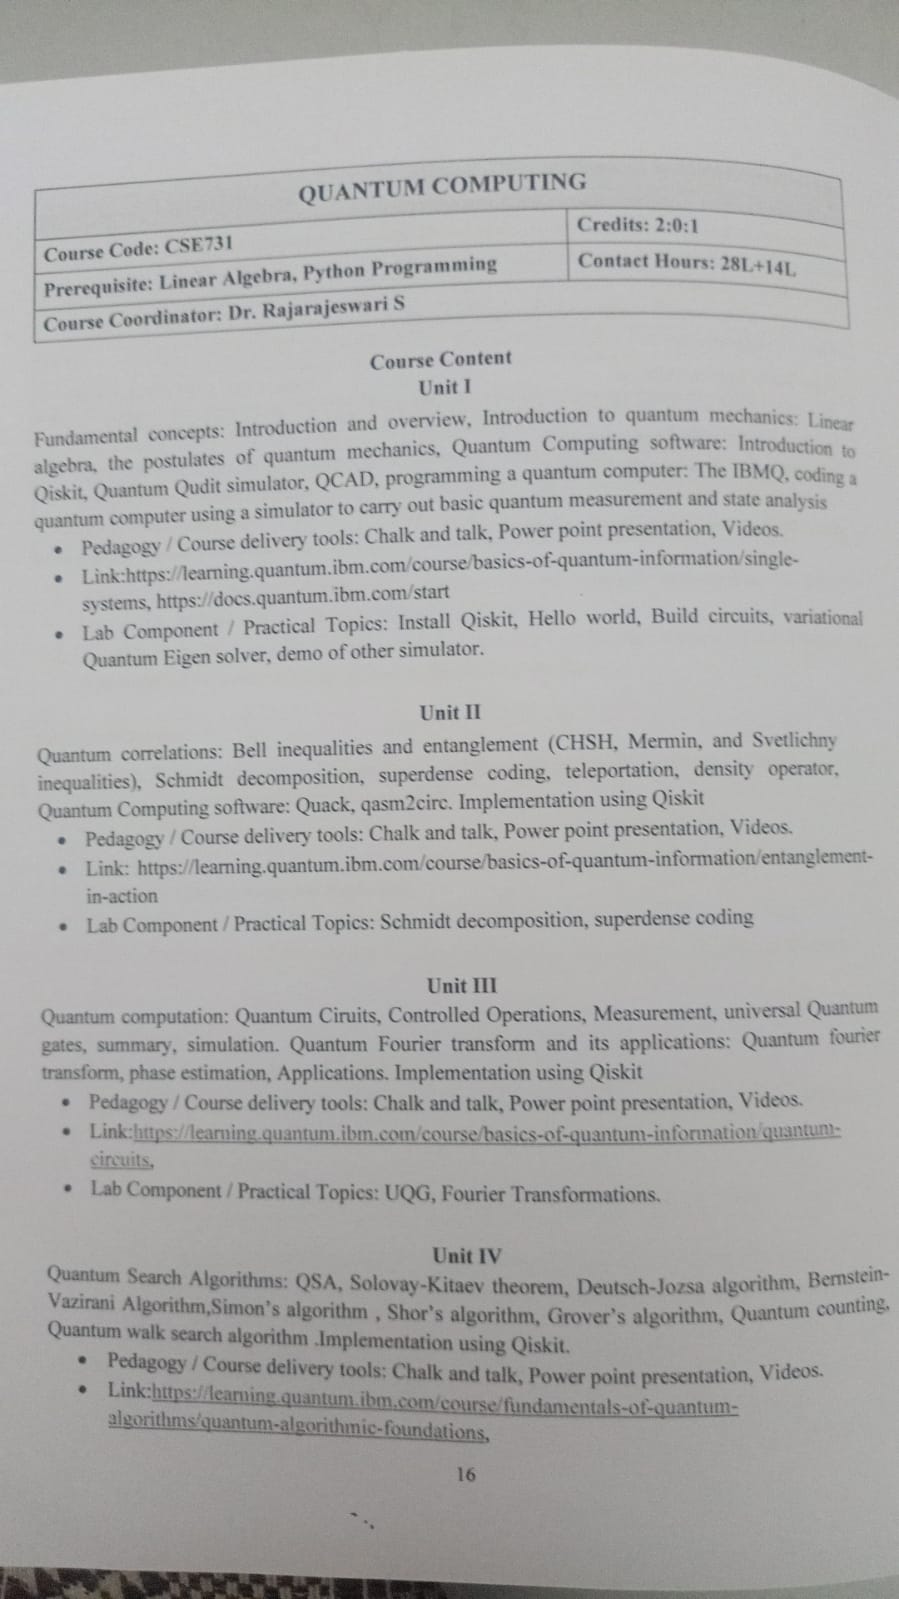 QUANTUM COMPUTING
Course Code: CSE731
Credits: 2:0:1
Prerequisite: Linear Algebra, Python Programming
Contact Hours: 28L+14L
Course Coordinator: Dr. Rajarajeswari S
Course Content
Unit I
Fundamental concepts: Introduction and overview, Introduction to quantum mechanics: Linear
algebra, the postulates of quantum mechanics, Quantum Computing software: Introduction to
Qiskit, Quantum Qudit simulator, QCAD, programming a quantum computer: The IBMQ, coding a
quantum computer using a simulator to carry out basic quantum measurement and state analysis
• Pedagogy / Course delivery tools: Chalk and talk, Power point presentation, Videos.
• Link:https://learning.quantum.ibm.com/course/basics-of-quantum-information/single-
systems, https://docs.quantum.ibm.com/start
• Lab Component / Practical Topics: Install Qiskit, Hello world, Build circuits, variational
Quantum Eigen solver, demo of other simulator.
Unit II
Quantum correlations: Bell inequalities and entanglement (CHSH, Mermin, and Svetlichny
inequalities), Schmidt decomposition, superdense coding, teleportation, density operator,
Quantum Computing software: Quack, qasm2circ. Implementation using Qiskit
• Pedagogy / Course delivery tools: Chalk and talk, Power point presentation, Videos.
• Link: https://learning.quantum.ibm.com/course/basics-of-quantum-information/entanglement-
in-action
• Lab Component / Practical Topics: Schmidt decomposition, superdense coding
Unit III
Quantum computation: Quantum Ciruits, Controlled Operations, Measurement, universal Quantum
gates, summary, simulation. Quantum Fourier transform and its applications: Quantum fourier
transform, phase estimation, Applications. Implementation using Qiskit
• Pedagogy / Course delivery tools: Chalk and talk, Power point presentation, Videos.
• Link:https://learning.quantum.ibm.com/course/basics-of-quantum-information/quantum-
circuits,
• Lab Component / Practical Topics: UQG, Fourier Transformations.
Unit IV
Quantum Search Algorithms: QSA, Solovay-Kitaev theorem, Deutsch-Jozsa algorithm, Bernstein-
Vazirani Algorithm,Simon's algorithm , Shor's algorithm, Grover's algorithm, Quantum counting,
Quantum walk search algorithm .Implementation using Qiskit.
• Pedagogy / Course delivery tools: Chalk and talk, Power point presentation, Videos.
• Link:https://learning.quantum.ibm.com/course/fundamentals-of-quantum-
algorithms/quantum-algorithmic-foundations,
16